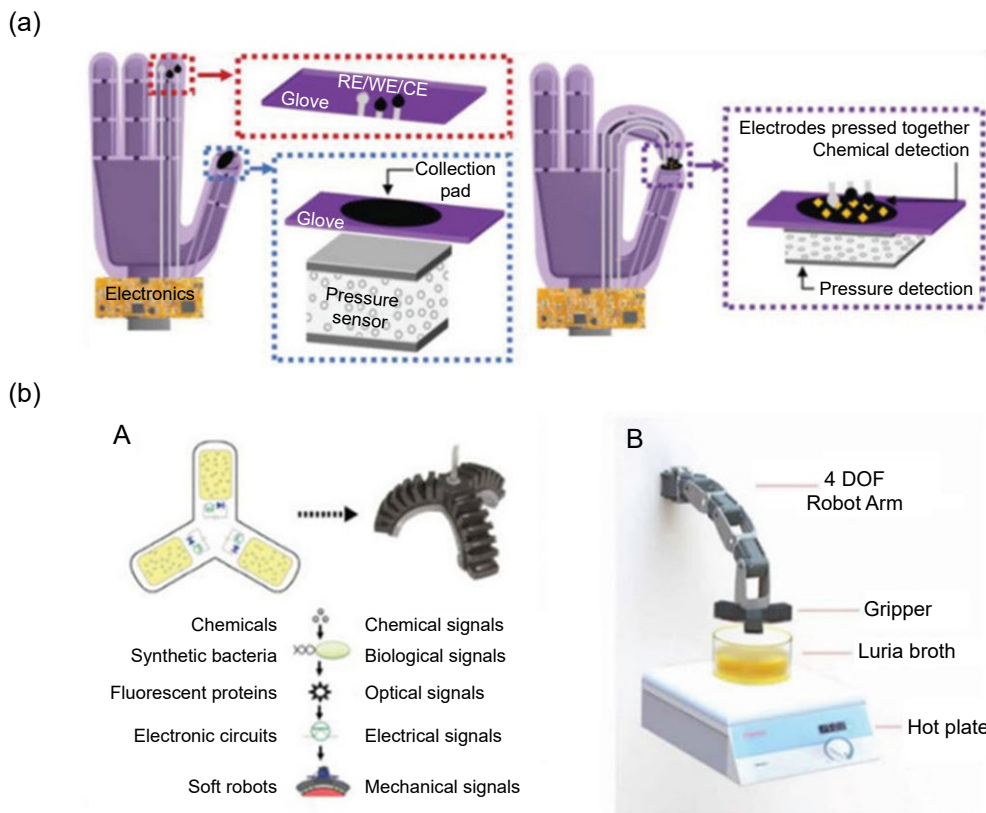 (a)
RE/WE/CE
Glove
Collection
pad
Glove
Pressure
sensor
Electronics
Electrodes pressed together
Chemical detection
Pressure detection
(b)
A
Chemicals
Chemical signals
Synthetic bacteria
Biological signals
Fluorescent proteins
Optical signals
Electronic circuits
Electrical signals
Soft robots
Mechanical signals
B
4 DOF
Robot Arm
Gripper
Luria broth
Hot plate